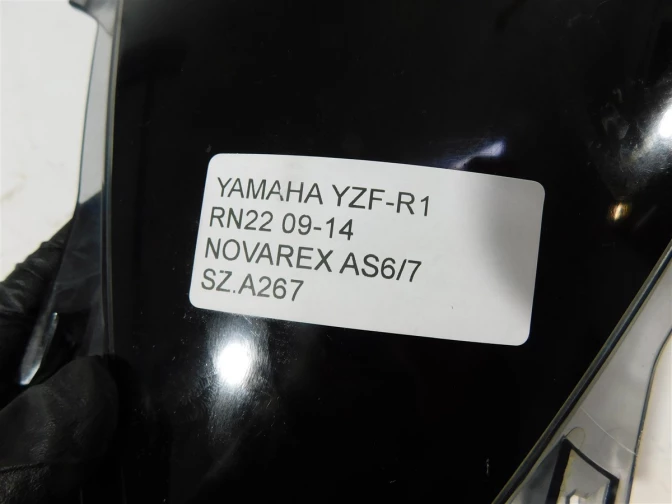 YAMAHA YZF-R1
RN22 09-14
NOVAREX AS6/7
SZ.A267